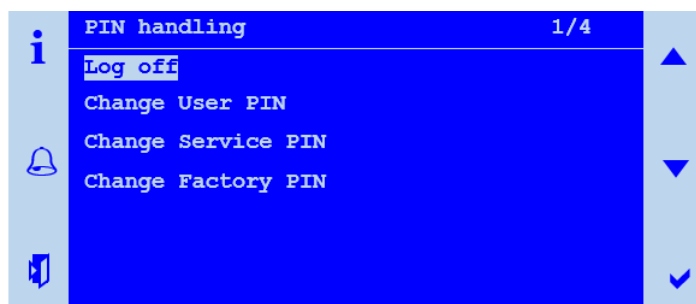 PIN handling 1/4
Log off
Change User PIN
Change Service PIN
Change Factory PIN